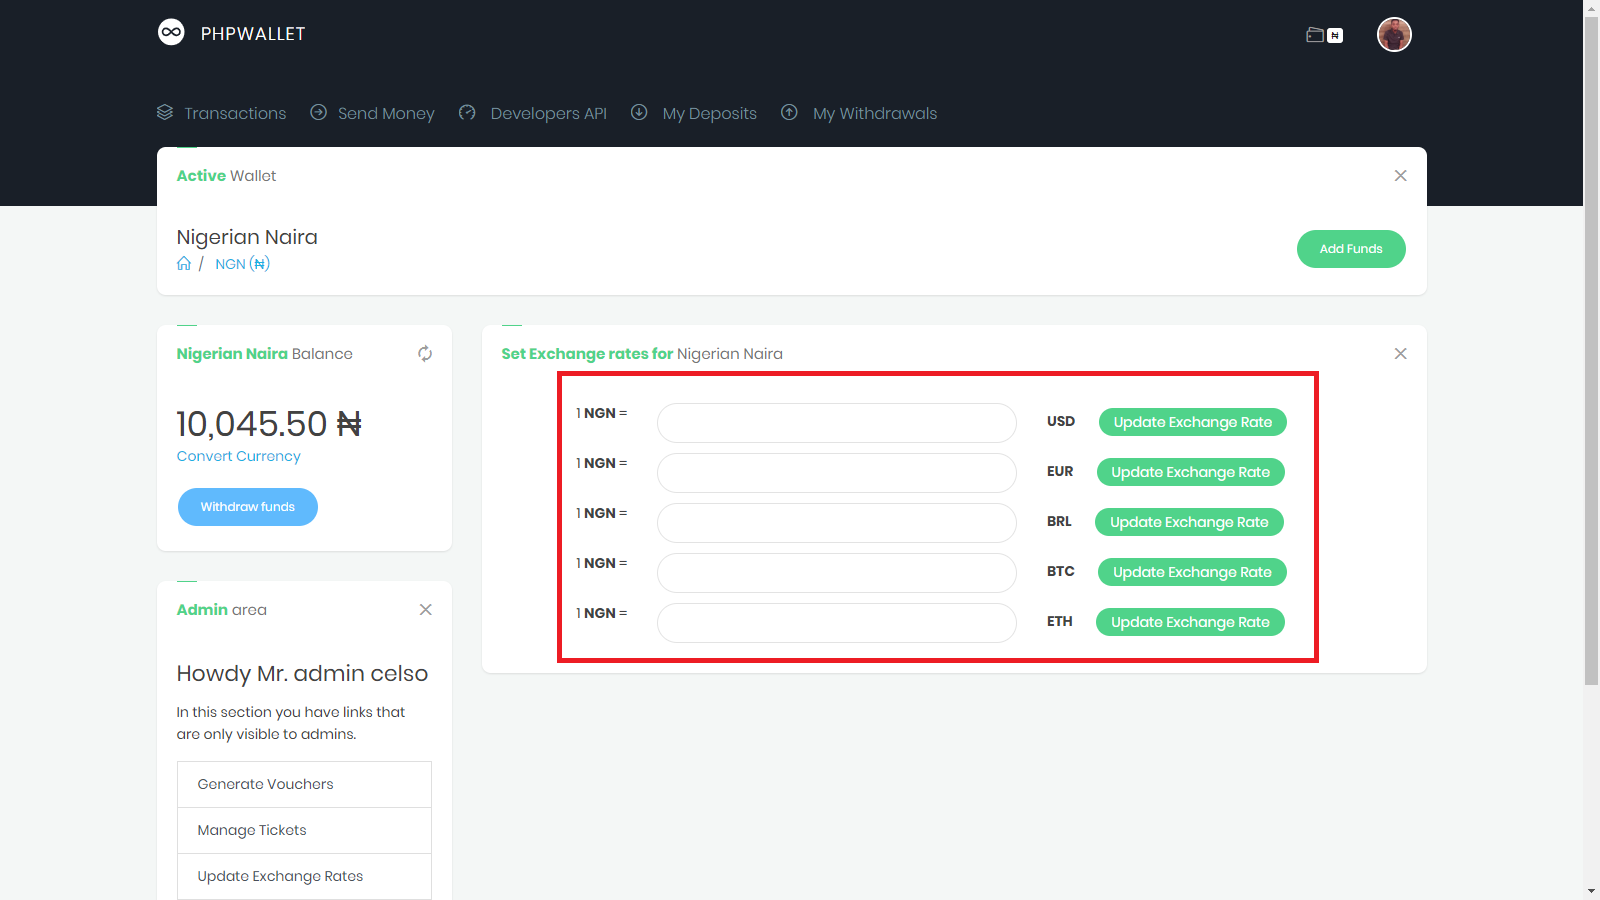 PHPWALLET
₦
Transactions
Send Money
Developers API
My Deposits
My Withdrawals
Active Wallet
Nigerian Naira
/ NGN (₦)
Add Funds
Nigerian Naira Balance
10,045.50 ₦
Convert Currency
Withdraw funds
Set Exchange rates for Nigerian Naira
1 NGN = USD Update Exchange Rate
1 NGN = EUR Update Exchange Rate
1 NGN = BRL Update Exchange Rate
1 NGN = BTC Update Exchange Rate
1 NGN = ETH Update Exchange Rate
Admin area
Howdy Mr. admin celso
In this section you have links that
are only visible to admins.
Generate Vouchers
Manage Tickets
Update Exchange Rates